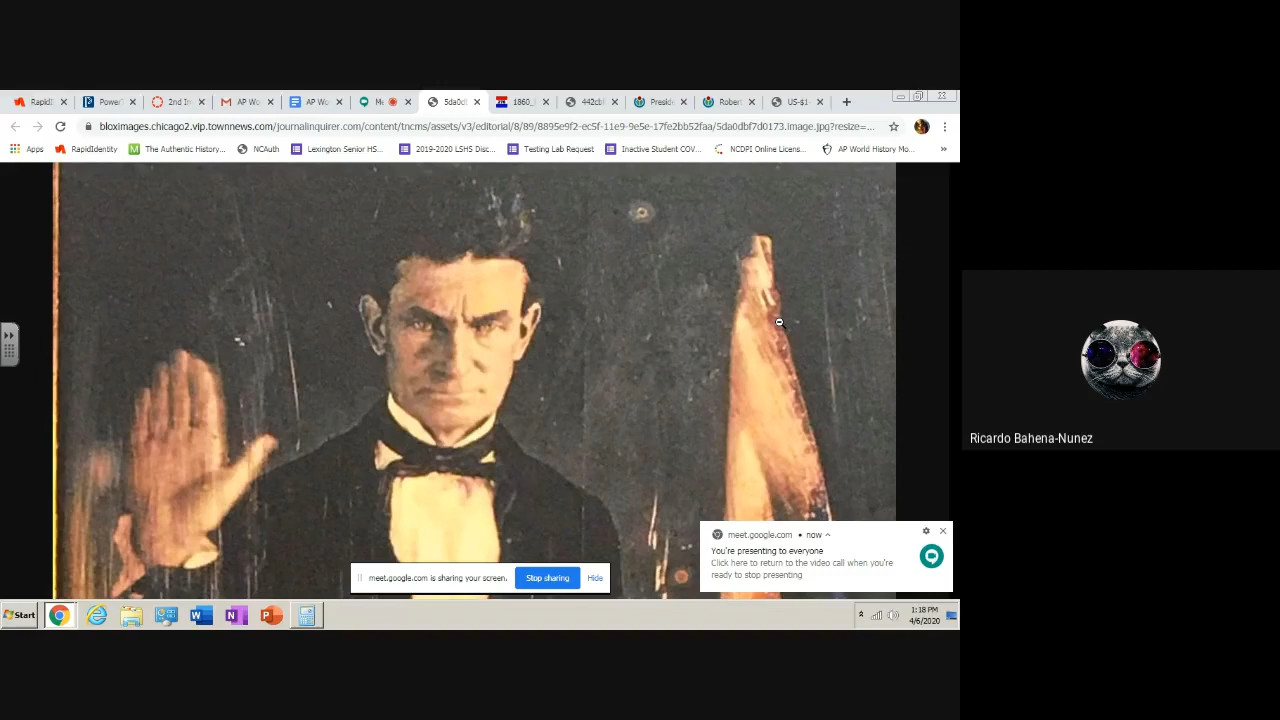 RapidI
Power
2nd In
AP Wo
AP Wo
Me
5da0d
1860_
442cbf
Presid
Robert
US-$1-
bloximages.chicago2.vip.townnews.com/journalinquirer.com/content/tncms/assets/v3/editorial/8/89/8895e9f2-ec5f-11e9-9e5e-17fe2bb52faa/5da0dbf7d0173.image.jpg?resize=...
Apps
RapidIdentity
The Authentic History...
NCAuth
Lexington Senior HS...
2019-2020 LSHS Disc...
Testing Lab Request
Inactive Student COV...
NCDPI Online Licens...
AP World History Mo...
»
Ricardo Bahena-Nunez
meet.google.com • now
You're presenting to everyone
Click here to return to the video call when you're
ready to stop presenting
meet.google.com is sharing your screen.
Stop sharing
Hide
Start
1:18 PM
4/6/2020